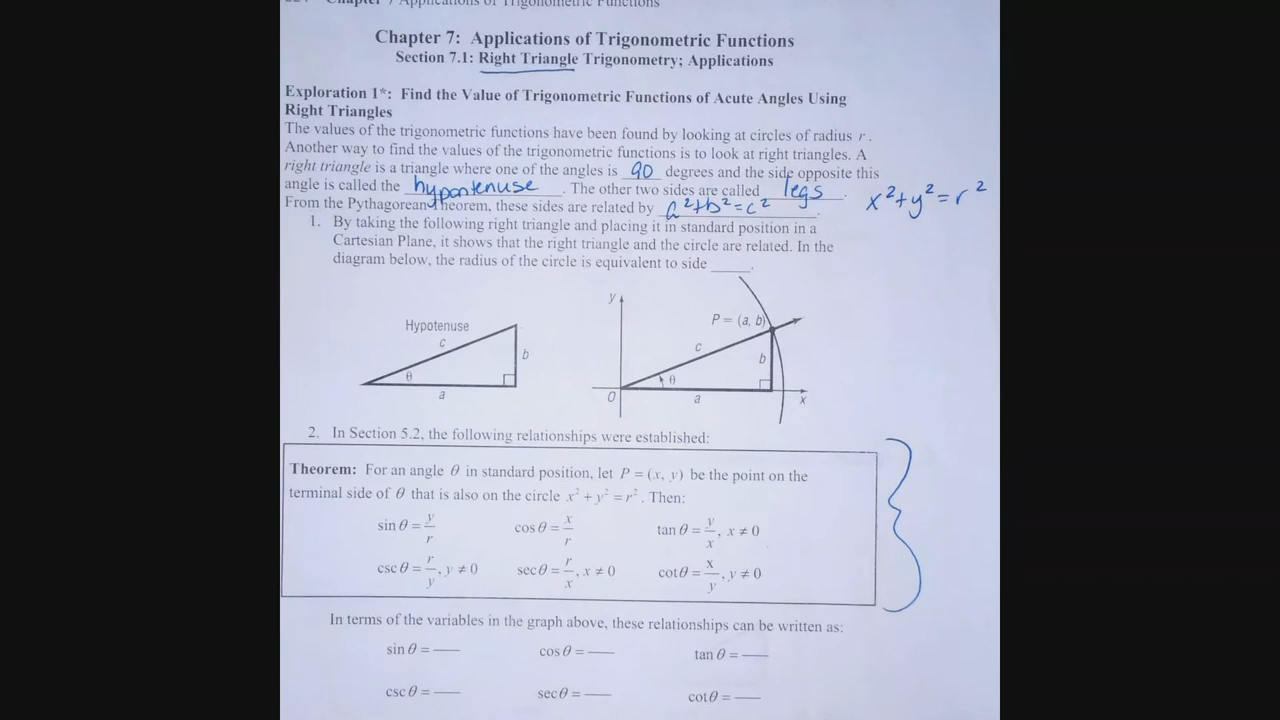 Chapter 7 Applications of Trigonometric Functions
Chapter 7: Applications of Trigonometric Functions
Section 7.1: Right Triangle Trigonometry; Applications
Exploration 1*: Find the Value of Trigonometric Functions of Acute Angles Using
Right Triangles
The values of the trigonometric functions have been found by looking at circles of radius r.
Another way to find the values of the trigonometric functions is to look at right triangles. A
right triangle is a triangle where one of the angles is 90 degrees and the side opposite this
angle is called the hypontenuse. The other two sides are called legs.
From the Pythagorean Theorem, these sides are related by a²+b²=c².
x²+y²=r²
1. By taking the following right triangle and placing it in standard position in a
Cartesian Plane, it shows that the right triangle and the circle are related. In the
diagram below, the radius of the circle is equivalent to side ____.
Hypotenuse
c
b
θ
a
y
P = (a, b)
c
b
θ
O
a
x
2. In Section 5.2, the following relationships were established:
Theorem: For an angle θ in standard position, let P = (x, y) be the point on the
terminal side of θ that is also on the circle x² + y² = r². Then:
sin θ = y/r cos θ = x/r tan θ = y/x, x ≠ 0
csc θ = r/y, y ≠ 0 sec θ = r/x, x ≠ 0 cot θ = x/y, y ≠ 0
In terms of the variables in the graph above, these relationships can be written as:
sin θ = ___ cos θ = ___ tan θ = ___
csc θ = ___ sec θ = ___ cot θ = ___